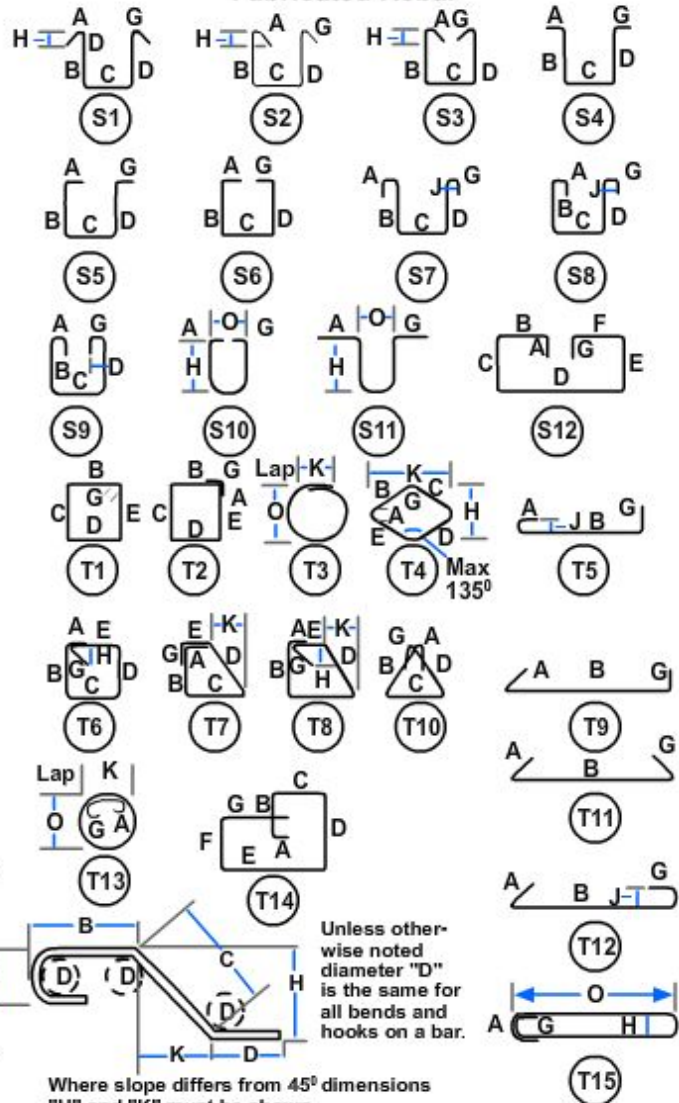 A G
H D
B C D
S1
H A G
B C D
S2
H A G
B C D
S3
A G
B C D
S4
A G
B C D
S5
A G
B C D
S6
A J G
B C D
S7
A J
B C D
S8
A G
B C D
S9
A O G
H
S10
A O G
H
S11
B F
C A G E
D
S12
B
C G E
D
T1
B G
C A
D E
T2
Lap K
O
T3
K
B G C
A H
E D
Max
135⁰
T4
A J B G
T5
A E
B G H D
C
T6
E K
G A D
B C
T7
A E K
B G D
H
T8
G A
B D
C
T10
A B G
T9
A B G
T11
Lap K
O G A
T13
C
G B D
F E A
T14
A B J G
T12
B
D D C
D H
K D
Unless other-
wise noted
diameter "D"
is the same for
all bends and
hooks on a bar.
O
A G H
T15
Where slope differs from 45⁰ dimensions